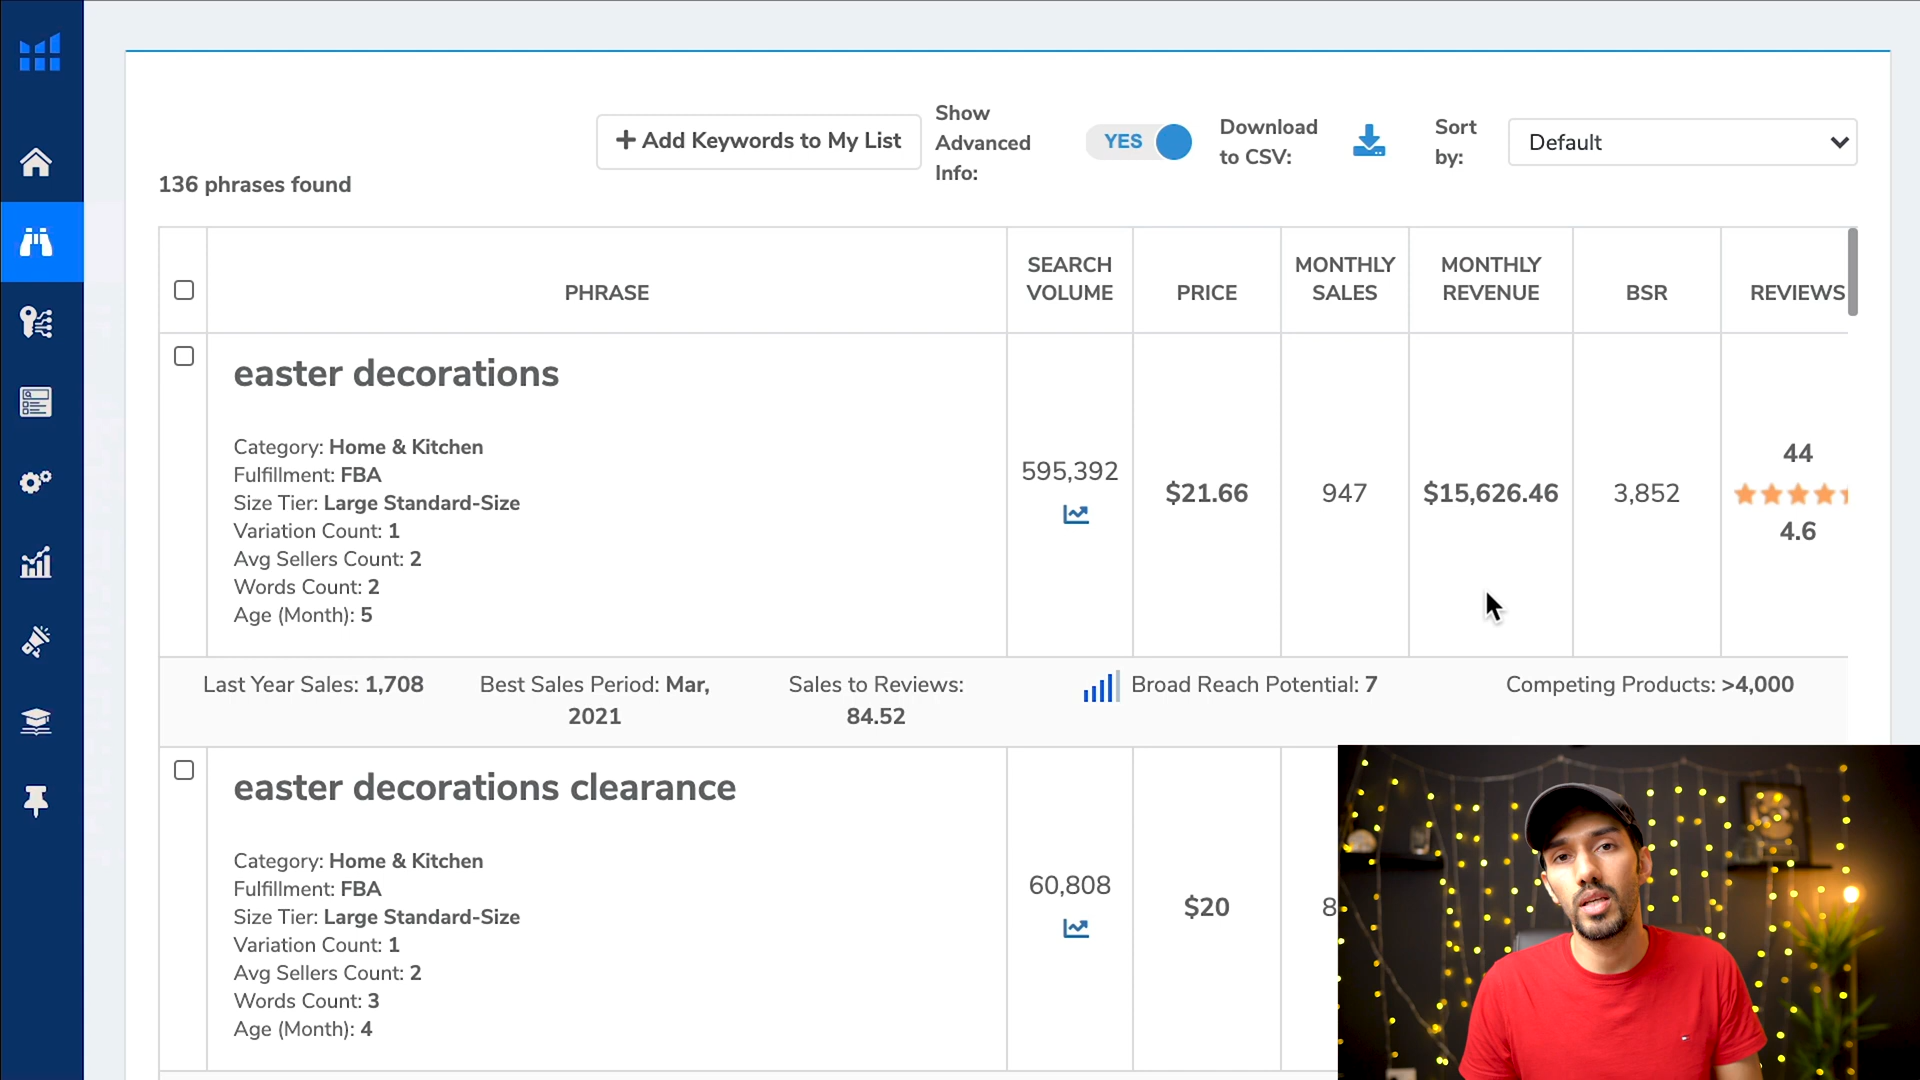 136 phrases found
+ Add Keywords to My List
Show
Advanced
Info:
YES
Download
to CSV:
Sort
by:
Default
PHRASE
SEARCH
VOLUME
PRICE
MONTHLY
SALES
MONTHLY
REVENUE
BSR
REVIEWS
easter decorations
Category: Home & Kitchen
Fulfillment: FBA
Size Tier: Large Standard-Size
Variation Count: 1
Avg Sellers Count: 2
Words Count: 2
Age (Month): 5
595,392
$21.66
947
$15,626.46
3,852
44
4.6
Last Year Sales: 1,708
Best Sales Period: Mar,
2021
Sales to Reviews:
84.52
Broad Reach Potential: 7
Competing Products: >4,000
easter decorations clearance
Category: Home & Kitchen
Fulfillment: FBA
Size Tier: Large Standard-Size
Variation Count: 1
Avg Sellers Count: 2
Words Count: 3
Age (Month): 4
60,808
$20
8